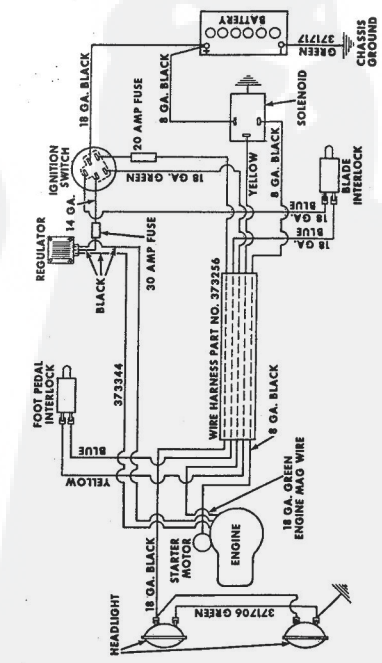 BATTERY
371717
GREEN
CHASSIS
GROUND
18 GA. BLACK
8 GA. BLACK
SOLENOID
20 AMP FUSE
IGNITION
SWITCH
18 GA. GREEN
YELLOW
8 GA. BLACK
BLADE
INTERLOCK
14 GA.
BLUE
18 GA.
BLUE
18 GA.
REGULATOR
30 AMP FUSE
BLACK
WIRE HARNESS PART NO. 373256
373344
FOOT PEDAL
INTERLOCK
BLUE
YELLOW
8 GA. BLACK
18 GA. GREEN
ENGINE MAG WIRE
18 GA. BLACK
STARTER
MOTOR
ENGINE
HEADLIGHT
371706 GREEN